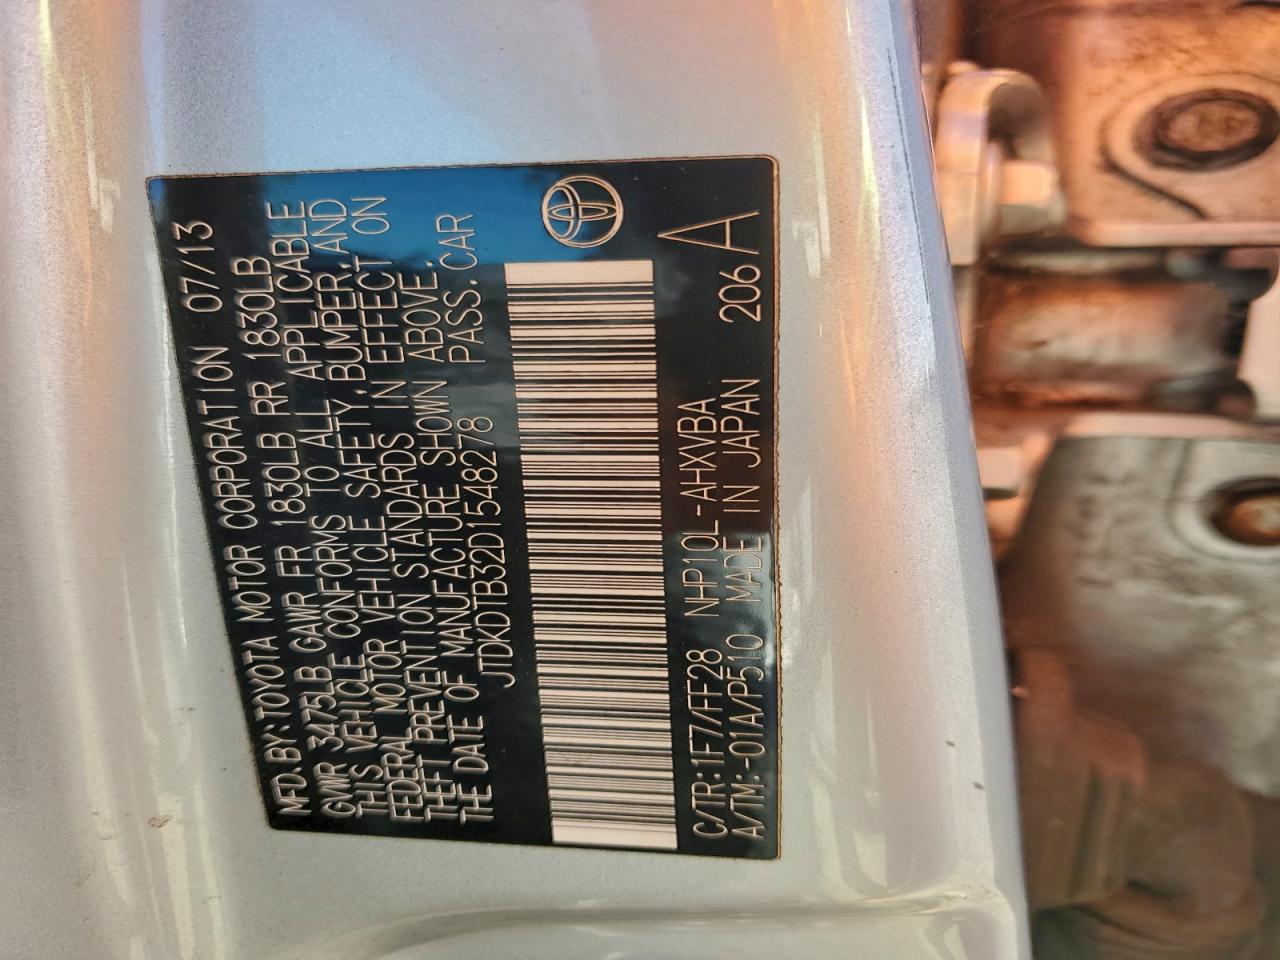 MFD. BY: TOYOTA MOTOR CORPORATION 07/13
GVWR 3475LB GAWR FR 1830LB RR 1830LB
THIS VEHICLE CONFORMS TO ALL APPLICABLE
FEDERAL MOTOR VEHICLE SAFETY, BUMPER, AND
THEFT PREVENTION STANDARDS IN EFFECT ON
THE DATE OF MANUFACTURE SHOWN ABOVE.
JTDKDTB32D1548278 PASS. CAR
C/TR: 1F7/FF28 NHP10L-AHXVBA
A/TM: -01A/P510 MADE IN JAPAN 206 A